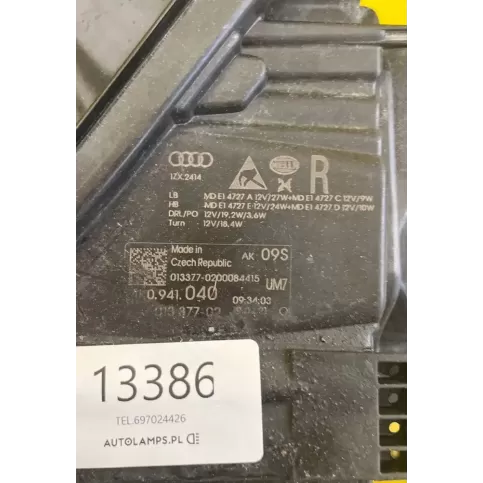 HELLA
R
1ZX.2414
LB MD E1 4727 A 12V/27W+MD E1 4727 C 12V/9W
HB MD E1 4727 E 12V/24W+MD E1 4727 D 12V/10W
DRL/PO 12V/19,2W/3.6W
Turn 12V/18,4W
Made in
Czech Republic
AK 09S
013377-0200084415
UM7
0.941.040
09:34:03
13386
TEL.697024426
AUTOLAMPS.PL